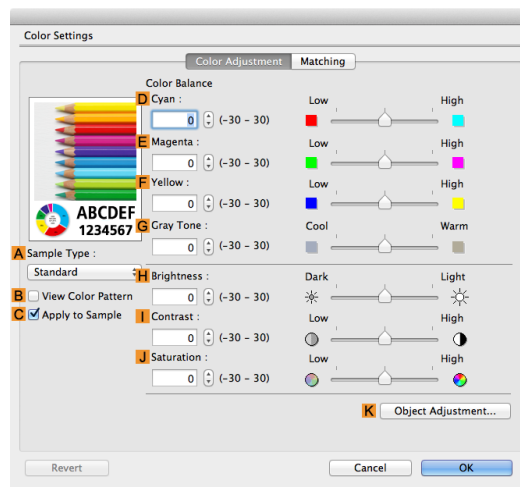 Color Settings
Color Adjustment Matching
Color Balance
D Cyan : Low High
0 (-30 – 30)
E Magenta : Low High
0 (-30 – 30)
F Yellow : Low High
0 (-30 – 30)
ABCDEF
1234567
G Gray Tone : Cool Warm
0 (-30 – 30)
A Sample Type :
Standard
H Brightness : Dark Light
B View Color Pattern
0 (-30 – 30)
C Apply to Sample
I Contrast : Low High
0 (-30 – 30)
J Saturation : Low High
0 (-30 – 30)
K Object Adjustment...
Revert Cancel OK